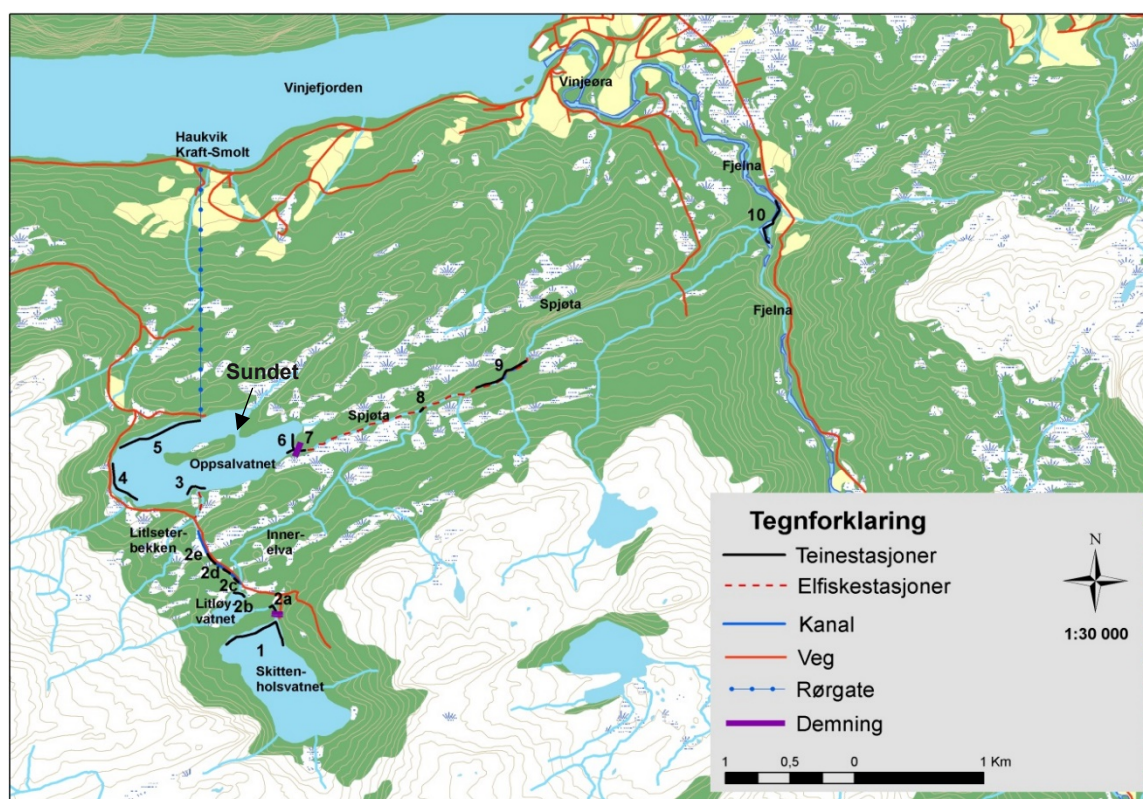 Vinjeøra
Vinjefjorden
Haukvik
Kraft-Smolt
Fjelna
10
Spjøta
Fjelna
9
Sundet
8
Spjøta
5
6
7
Oppsalvatnet
4
3
Litlseter-
bekken
Inner-
elva
2e
2d
2c
2b
2a
Litløy-
vatnet
1
Skitten-
holsvatnet
Tegnforklaring
Teinestasjoner
Elfiskestasjoner
Kanal
Veg
Rørgate
Demning
N
1:30 000
1 0,5 0 1 Km